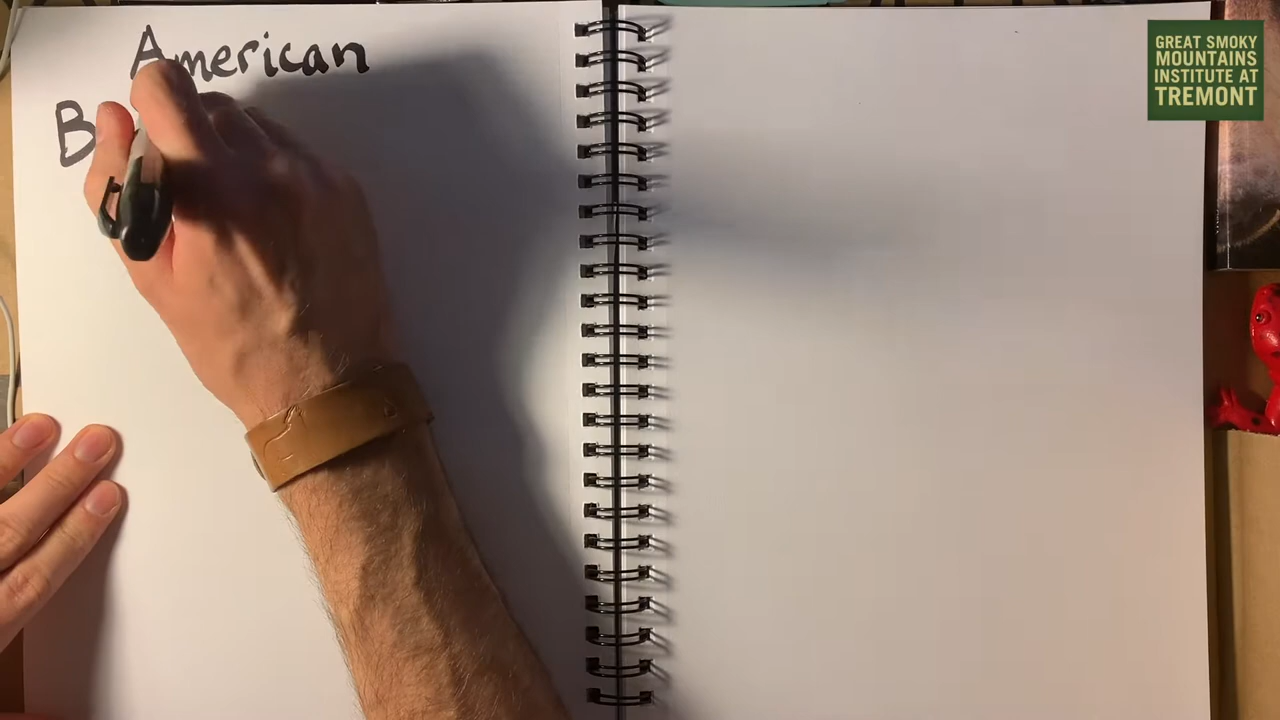 American
B
GREAT SMOKY
MOUNTAINS
INSTITUTE AT
TREMONT